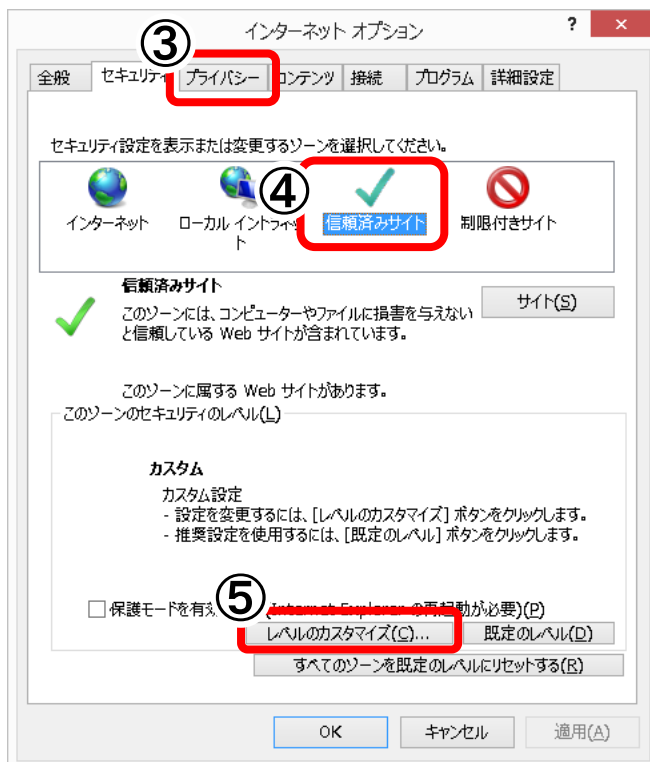 インターネット オプション
? ×
③
全般 セキュリティ プライバシー コンテンツ 接続 プログラム 詳細設定
セキュリティ設定を表示または変更するゾーンを選択してください。
④
インターネット ローカル イントラネット 信頼済みサイト 制限付きサイト
信頼済みサイト
サイト(S)
このゾーンには、コンピューターやファイルに損害を与えない
と信頼している Web サイトが含まれています。
このゾーンに属する Web サイトがあります。
このゾーンのセキュリティのレベル(L)
カスタム
カスタム設定
- 設定を変更するには、[レベルのカスタマイズ] ボタンをクリックします。
- 推奨設定を使用するには、[既定のレベル] ボタンをクリックします。
⑤
保護モードを有効 (Internet Explorer の再起動が必要)(P)
レベルのカスタマイズ(C)... 既定のレベル(D)
すべてのゾーンを既定のレベルにリセットする(R)
OK キャンセル 適用(A)